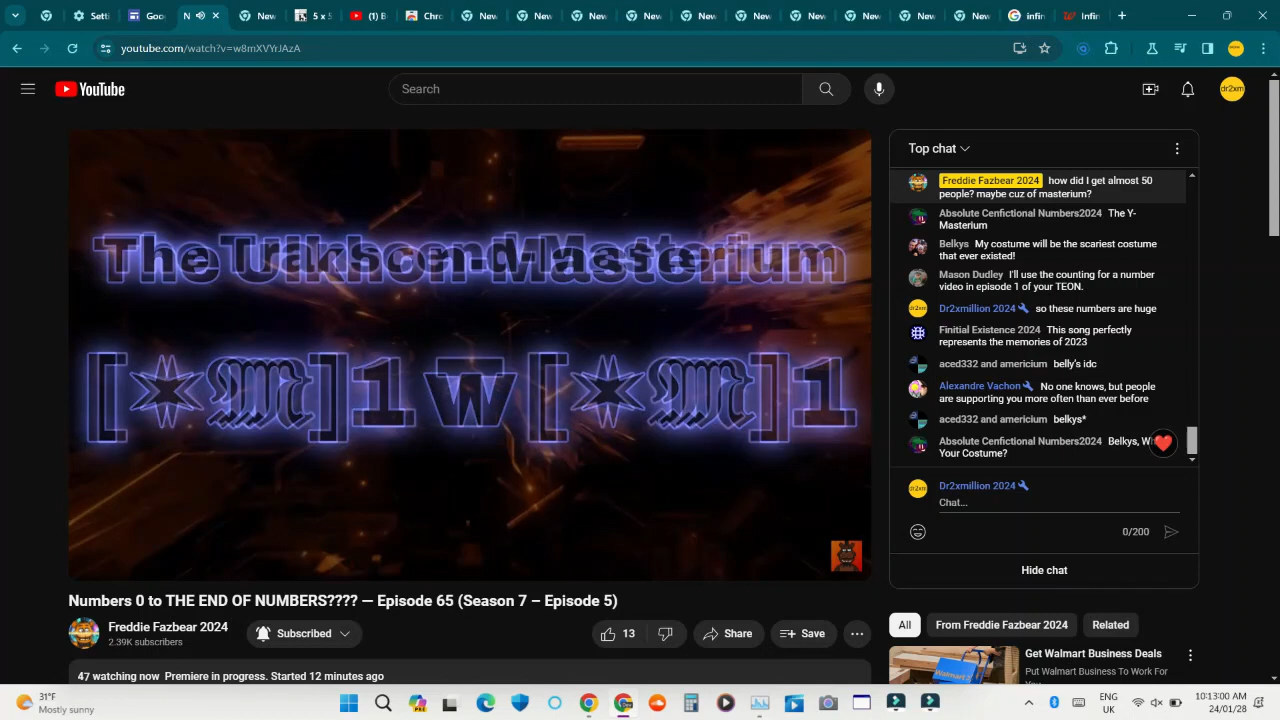 Setti
Goo
N
New
5 x 5
(1) B
Chro
New
New
New
New
New
New
New
New
New
New
infin
Infin
youtube.com/watch?v=w8mXVYrJAzA
YouTube
Search
dr2xm
[✶𝔐]1 w [✶𝔐]1
Top chat
Freddie Fazbear 2024 how did I get almost 50
people? maybe cuz of masterium?
Absolute Cenfictional Numbers2024 The Y-
Masterium
Belkys My costume will be the scariest costume
that ever existed!
Mason Dudley I'll use the counting for a number
video in episode 1 of your TEON.
Dr2xmillion 2024 so these numbers are huge
Finitial Existence 2024 This song perfectly
represents the memories of 2023
aced332 and americium belly's idc
Alexandre Vachon No one knows, but people
are supporting you more often than ever before
aced332 and americium belkys*
Absolute Cenfictional Numbers2024 Belkys,
Your Costume?
Dr2xmillion 2024
Chat...
0/200
Hide chat
Numbers 0 to THE END OF NUMBERS???? — Episode 65 (Season 7 – Episode 5)
Freddie Fazbear 2024
2.39K subscribers
Subscribed
13
Share
Save
47 watching now Premiere in progress. Started 12 minutes ago
All
From Freddie Fazbear 2024
Related
Get Walmart Business Deals
Put Walmart Business To Work For
31°F
Mostly sunny
ENG
UK
10:13:00 AM
24/01/28